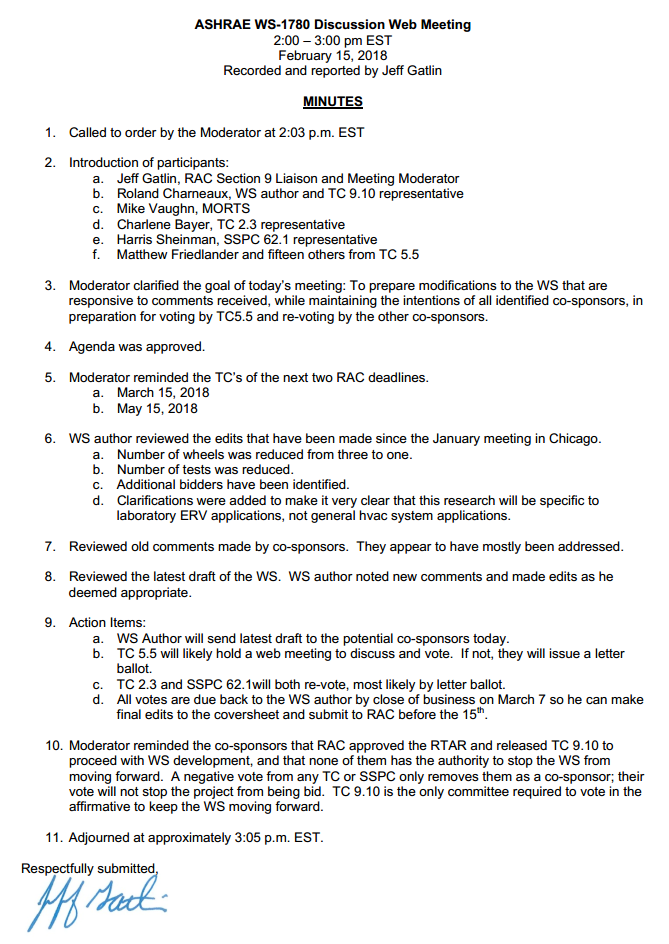 ASHRAE WS-1780 Discussion Web Meeting
2:00 – 3:00 pm EST
February 15, 2018
Recorded and reported by Jeff Gatlin
MINUTES
1. Called to order by the Moderator at 2:03 p.m. EST
2. Introduction of participants:
a. Jeff Gatlin, RAC Section 9 Liaison and Meeting Moderator
b. Roland Charneaux, WS author and TC 9.10 representative
c. Mike Vaughn, MORTS
d. Charlene Bayer, TC 2.3 representative
e. Harris Sheinman, SSPC 62.1 representative
f. Matthew Friedlander and fifteen others from TC 5.5
3. Moderator clarified the goal of today's meeting: To prepare modifications to the WS that are
responsive to comments received, while maintaining the intentions of all identified co-sponsors, in
preparation for voting by TC5.5 and re-voting by the other co-sponsors.
4. Agenda was approved.
5. Moderator reminded the TC's of the next two RAC deadlines.
a. March 15, 2018
b. May 15, 2018
6. WS author reviewed the edits that have been made since the January meeting in Chicago.
a. Number of wheels was reduced from three to one.
b. Number of tests was reduced.
c. Additional bidders have been identified.
d. Clarifications were added to make it very clear that this research will be specific to
laboratory ERV applications, not general hvac system applications.
7. Reviewed old comments made by co-sponsors. They appear to have mostly been addressed.
8. Reviewed the latest draft of the WS. WS author noted new comments and made edits as he
deemed appropriate.
9. Action Items:
a. WS Author will send latest draft to the potential co-sponsors today.
b. TC 5.5 will likely hold a web meeting to discuss and vote. If not, they will issue a letter
ballot.
c. TC 2.3 and SSPC 62.1will both re-vote, most likely by letter ballot.
d. All votes are due back to the WS author by close of business on March 7 so he can make
final edits to the coversheet and submit to RAC before the 15th.
10. Moderator reminded the co-sponsors that RAC approved the RTAR and released TC 9.10 to
proceed with WS development, and that none of them has the authority to stop the WS from
moving forward. A negative vote from any TC or SSPC only removes them as a co-sponsor; their
vote will not stop the project from being bid. TC 9.10 is the only committee required to vote in the
affirmative to keep the WS moving forward.
11. Adjourned at approximately 3:05 p.m. EST.
Respectfully submitted,